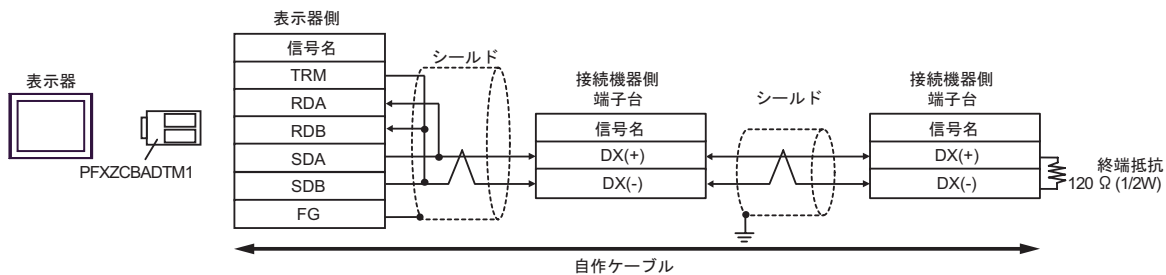 表示器
PFXZCBADTM1
表示器側
信号名
TRM
RDA
RDB
SDA
SDB
FG
シールド
接続機器側
端子台
信号名
DX(+)
DX(-)
シールド
接続機器側
端子台
信号名
DX(+)
DX(-)
終端抵抗
120 Ω (1/2W)
自作ケーブル